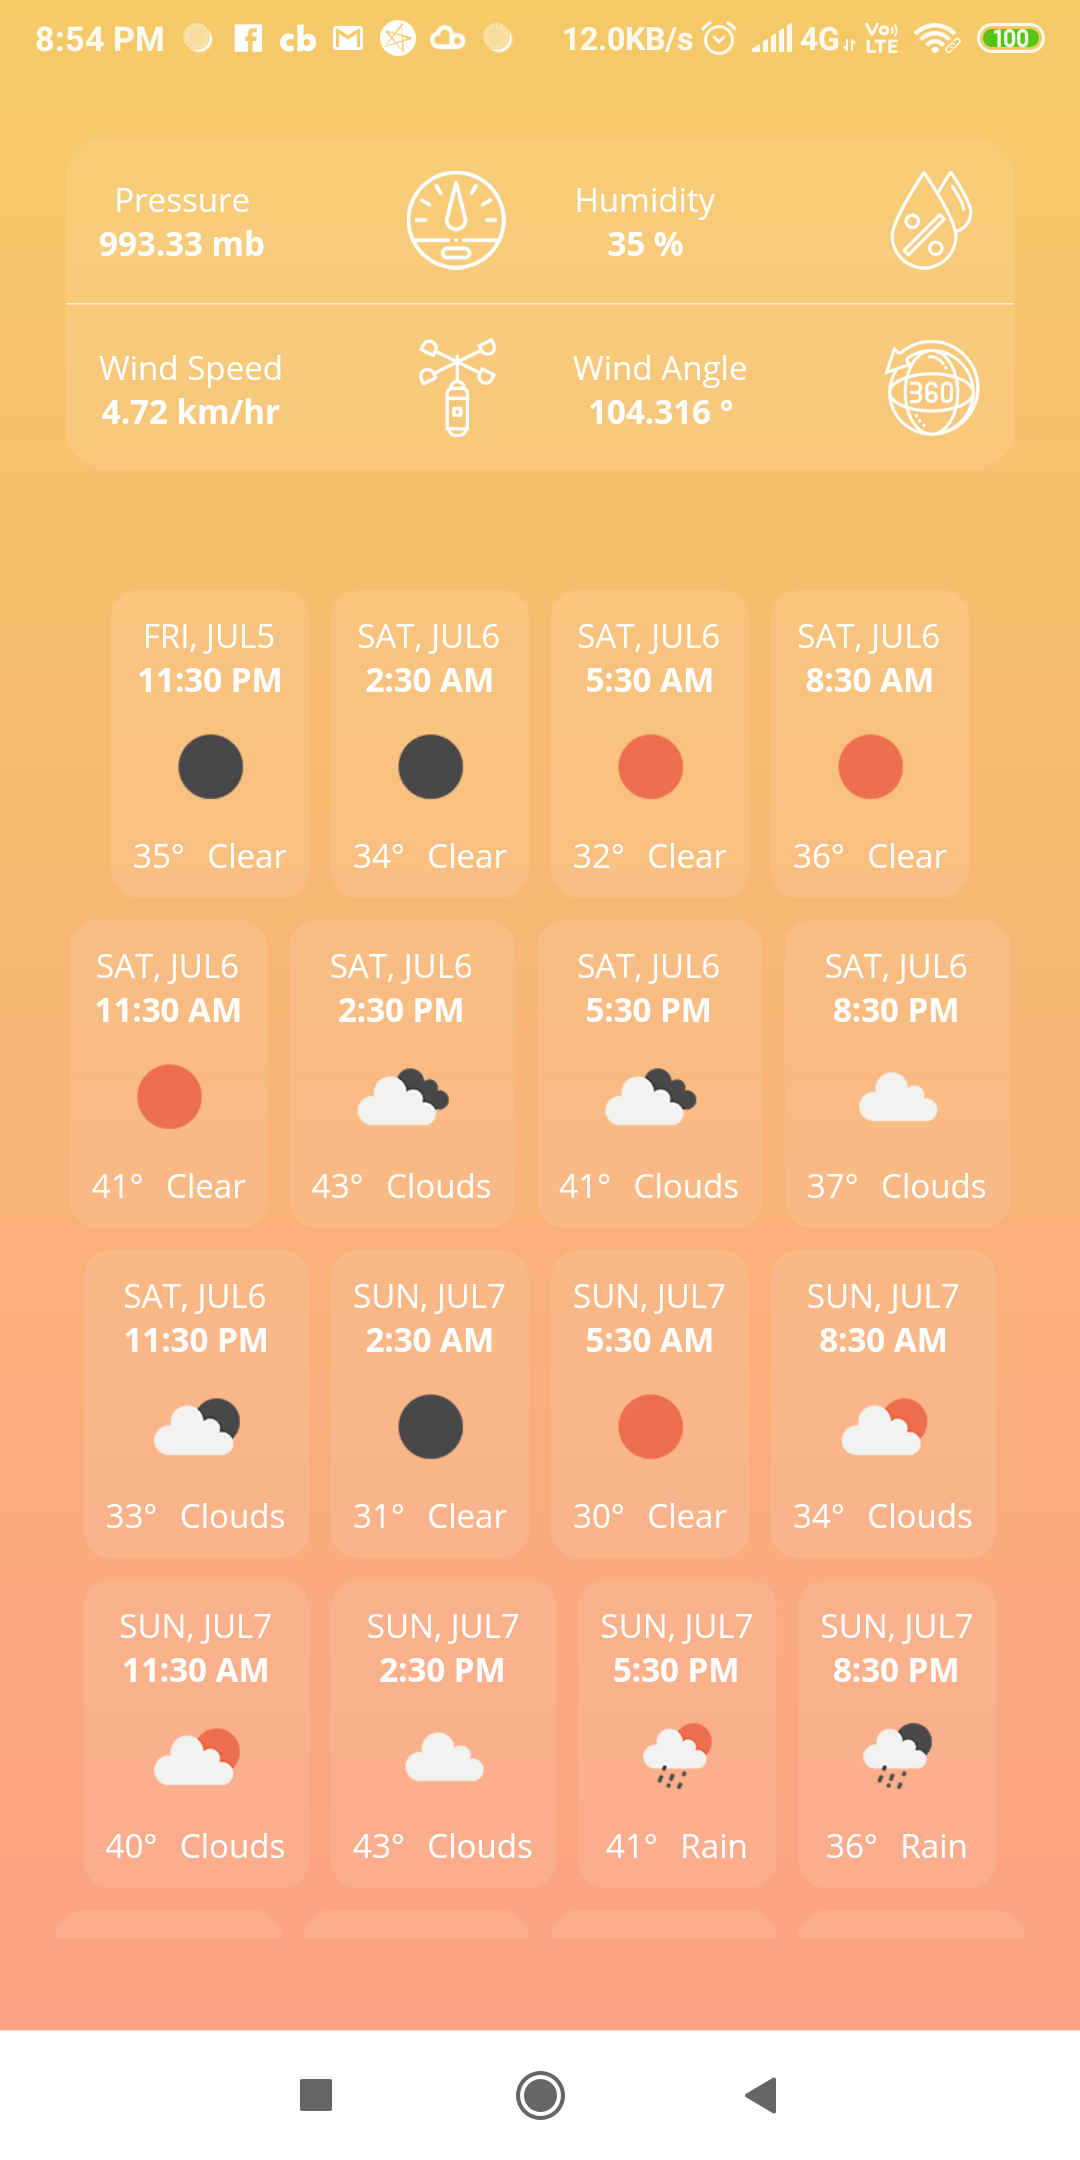 8:54 PM cb 12.0KB/s 4G Vo) LTE 100
Pressure
993.33 mb
Humidity
35 %
Wind Speed
4.72 km/hr
Wind Angle
104.316 °
360
FRI, JUL5
11:30 PM
35° Clear
SAT, JUL6
2:30 AM
34° Clear
SAT, JUL6
5:30 AM
32° Clear
SAT, JUL6
8:30 AM
36° Clear
SAT, JUL6
11:30 AM
41° Clear
SAT, JUL6
2:30 PM
43° Clouds
SAT, JUL6
5:30 PM
41° Clouds
SAT, JUL6
8:30 PM
37° Clouds
SAT, JUL6
11:30 PM
33° Clouds
SUN, JUL7
2:30 AM
31° Clear
SUN, JUL7
5:30 AM
30° Clear
SUN, JUL7
8:30 AM
34° Clouds
SUN, JUL7
11:30 AM
40° Clouds
SUN, JUL7
2:30 PM
43° Clouds
SUN, JUL7
5:30 PM
41° Rain
SUN, JUL7
8:30 PM
36° Rain